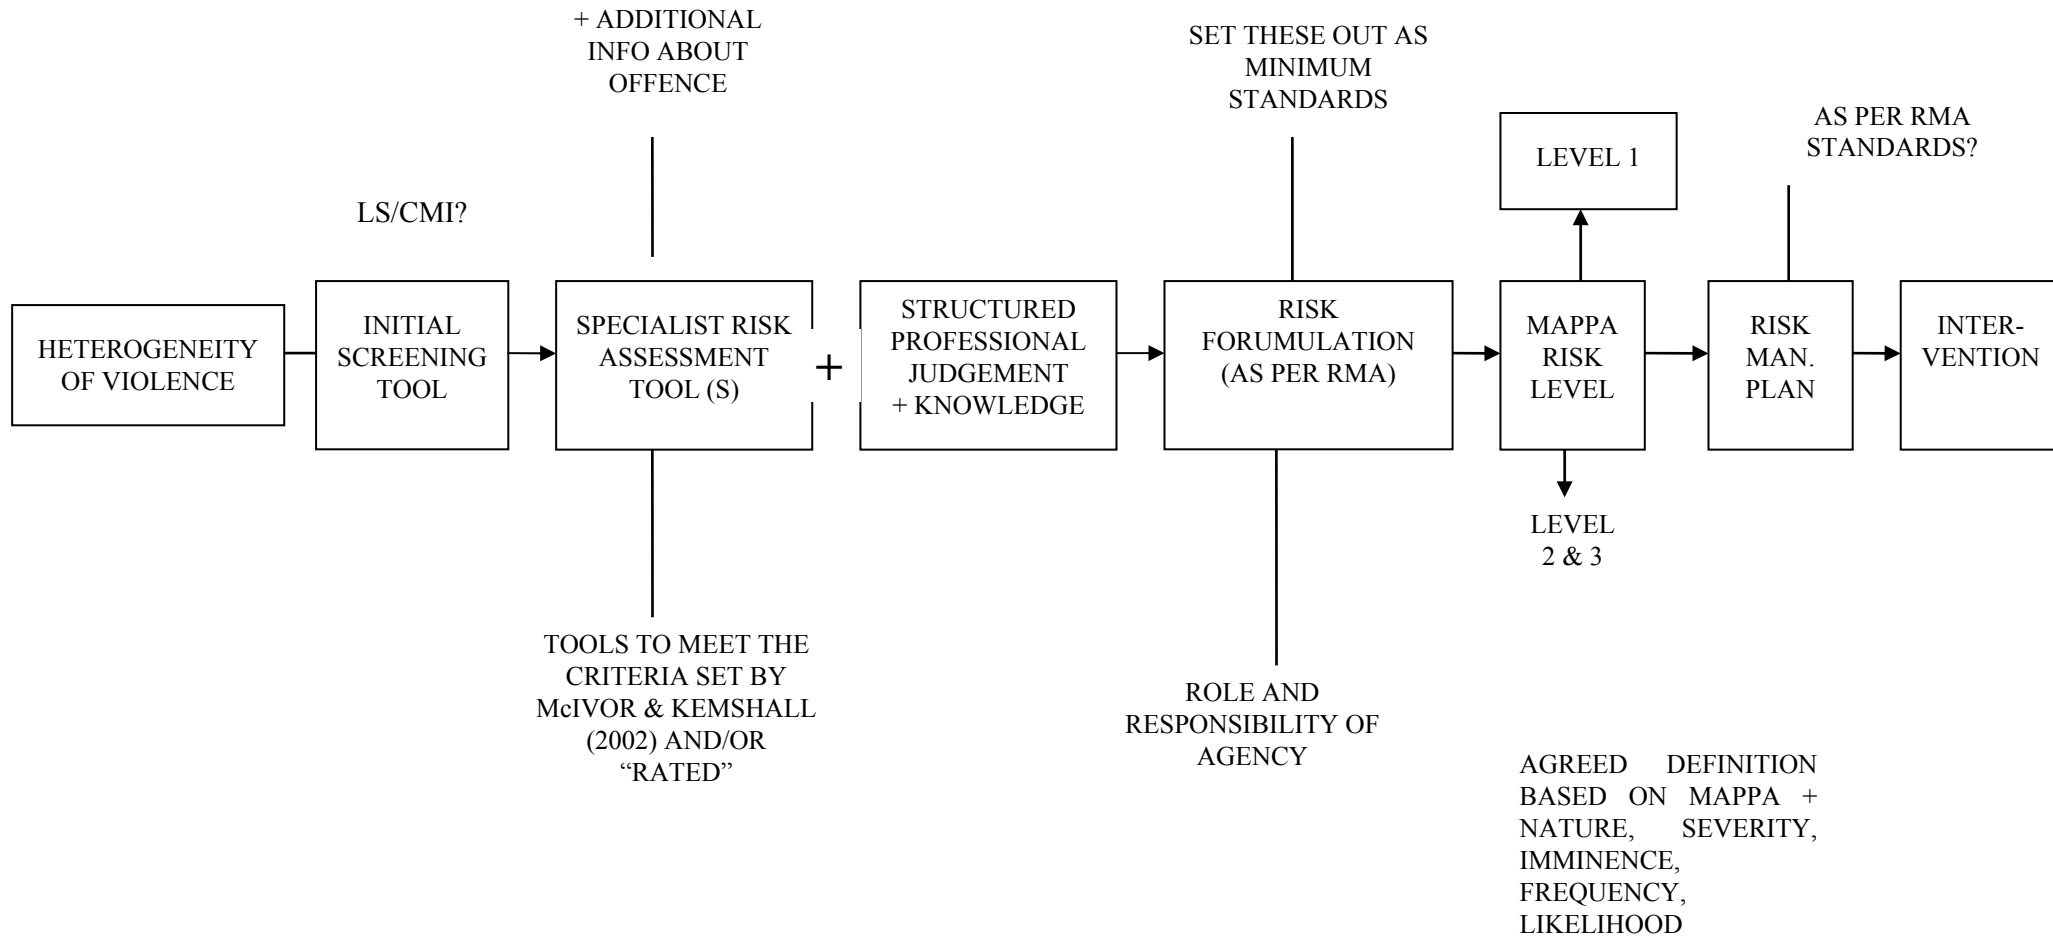 + ADDITIONAL
INFO ABOUT
OFFENCE
SET THESE OUT AS
MINIMUM
STANDARDS
AS PER RMA
STANDARDS?
LEVEL 1
LS/CMI?
HETEROGENEITY
OF VIOLENCE
INITIAL
SCREENING
TOOL
SPECIALIST RISK
ASSESSMENT
TOOL (S)
+
STRUCTURED
PROFESSIONAL
JUDGEMENT
+ KNOWLEDGE
RISK
FORUMULATION
(AS PER RMA)
MAPPA
RISK
LEVEL
RISK
MAN.
PLAN
INTER-
VENTION
LEVEL
2 & 3
TOOLS TO MEET THE
CRITERIA SET BY
McIVOR & KEMSHALL
(2002) AND/OR
“RATED”
ROLE AND
RESPONSIBILITY OF
AGENCY
AGREED DEFINITION
BASED ON MAPPA +
NATURE, SEVERITY,
IMMINENCE,
FREQUENCY,
LIKELIHOOD